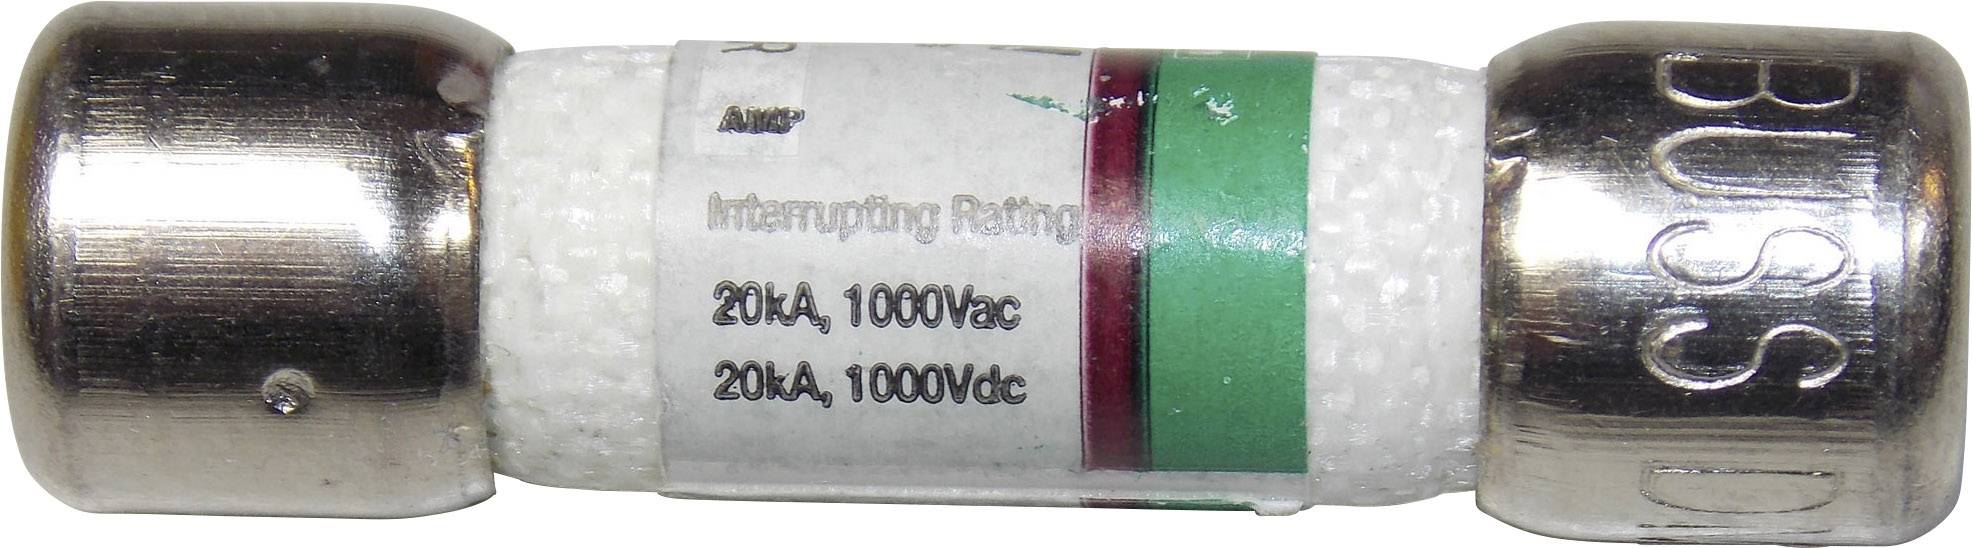 R
AMP
Interrupting Rating
20kA, 1000Vac
20kA, 1000Vdc
BUSS
D